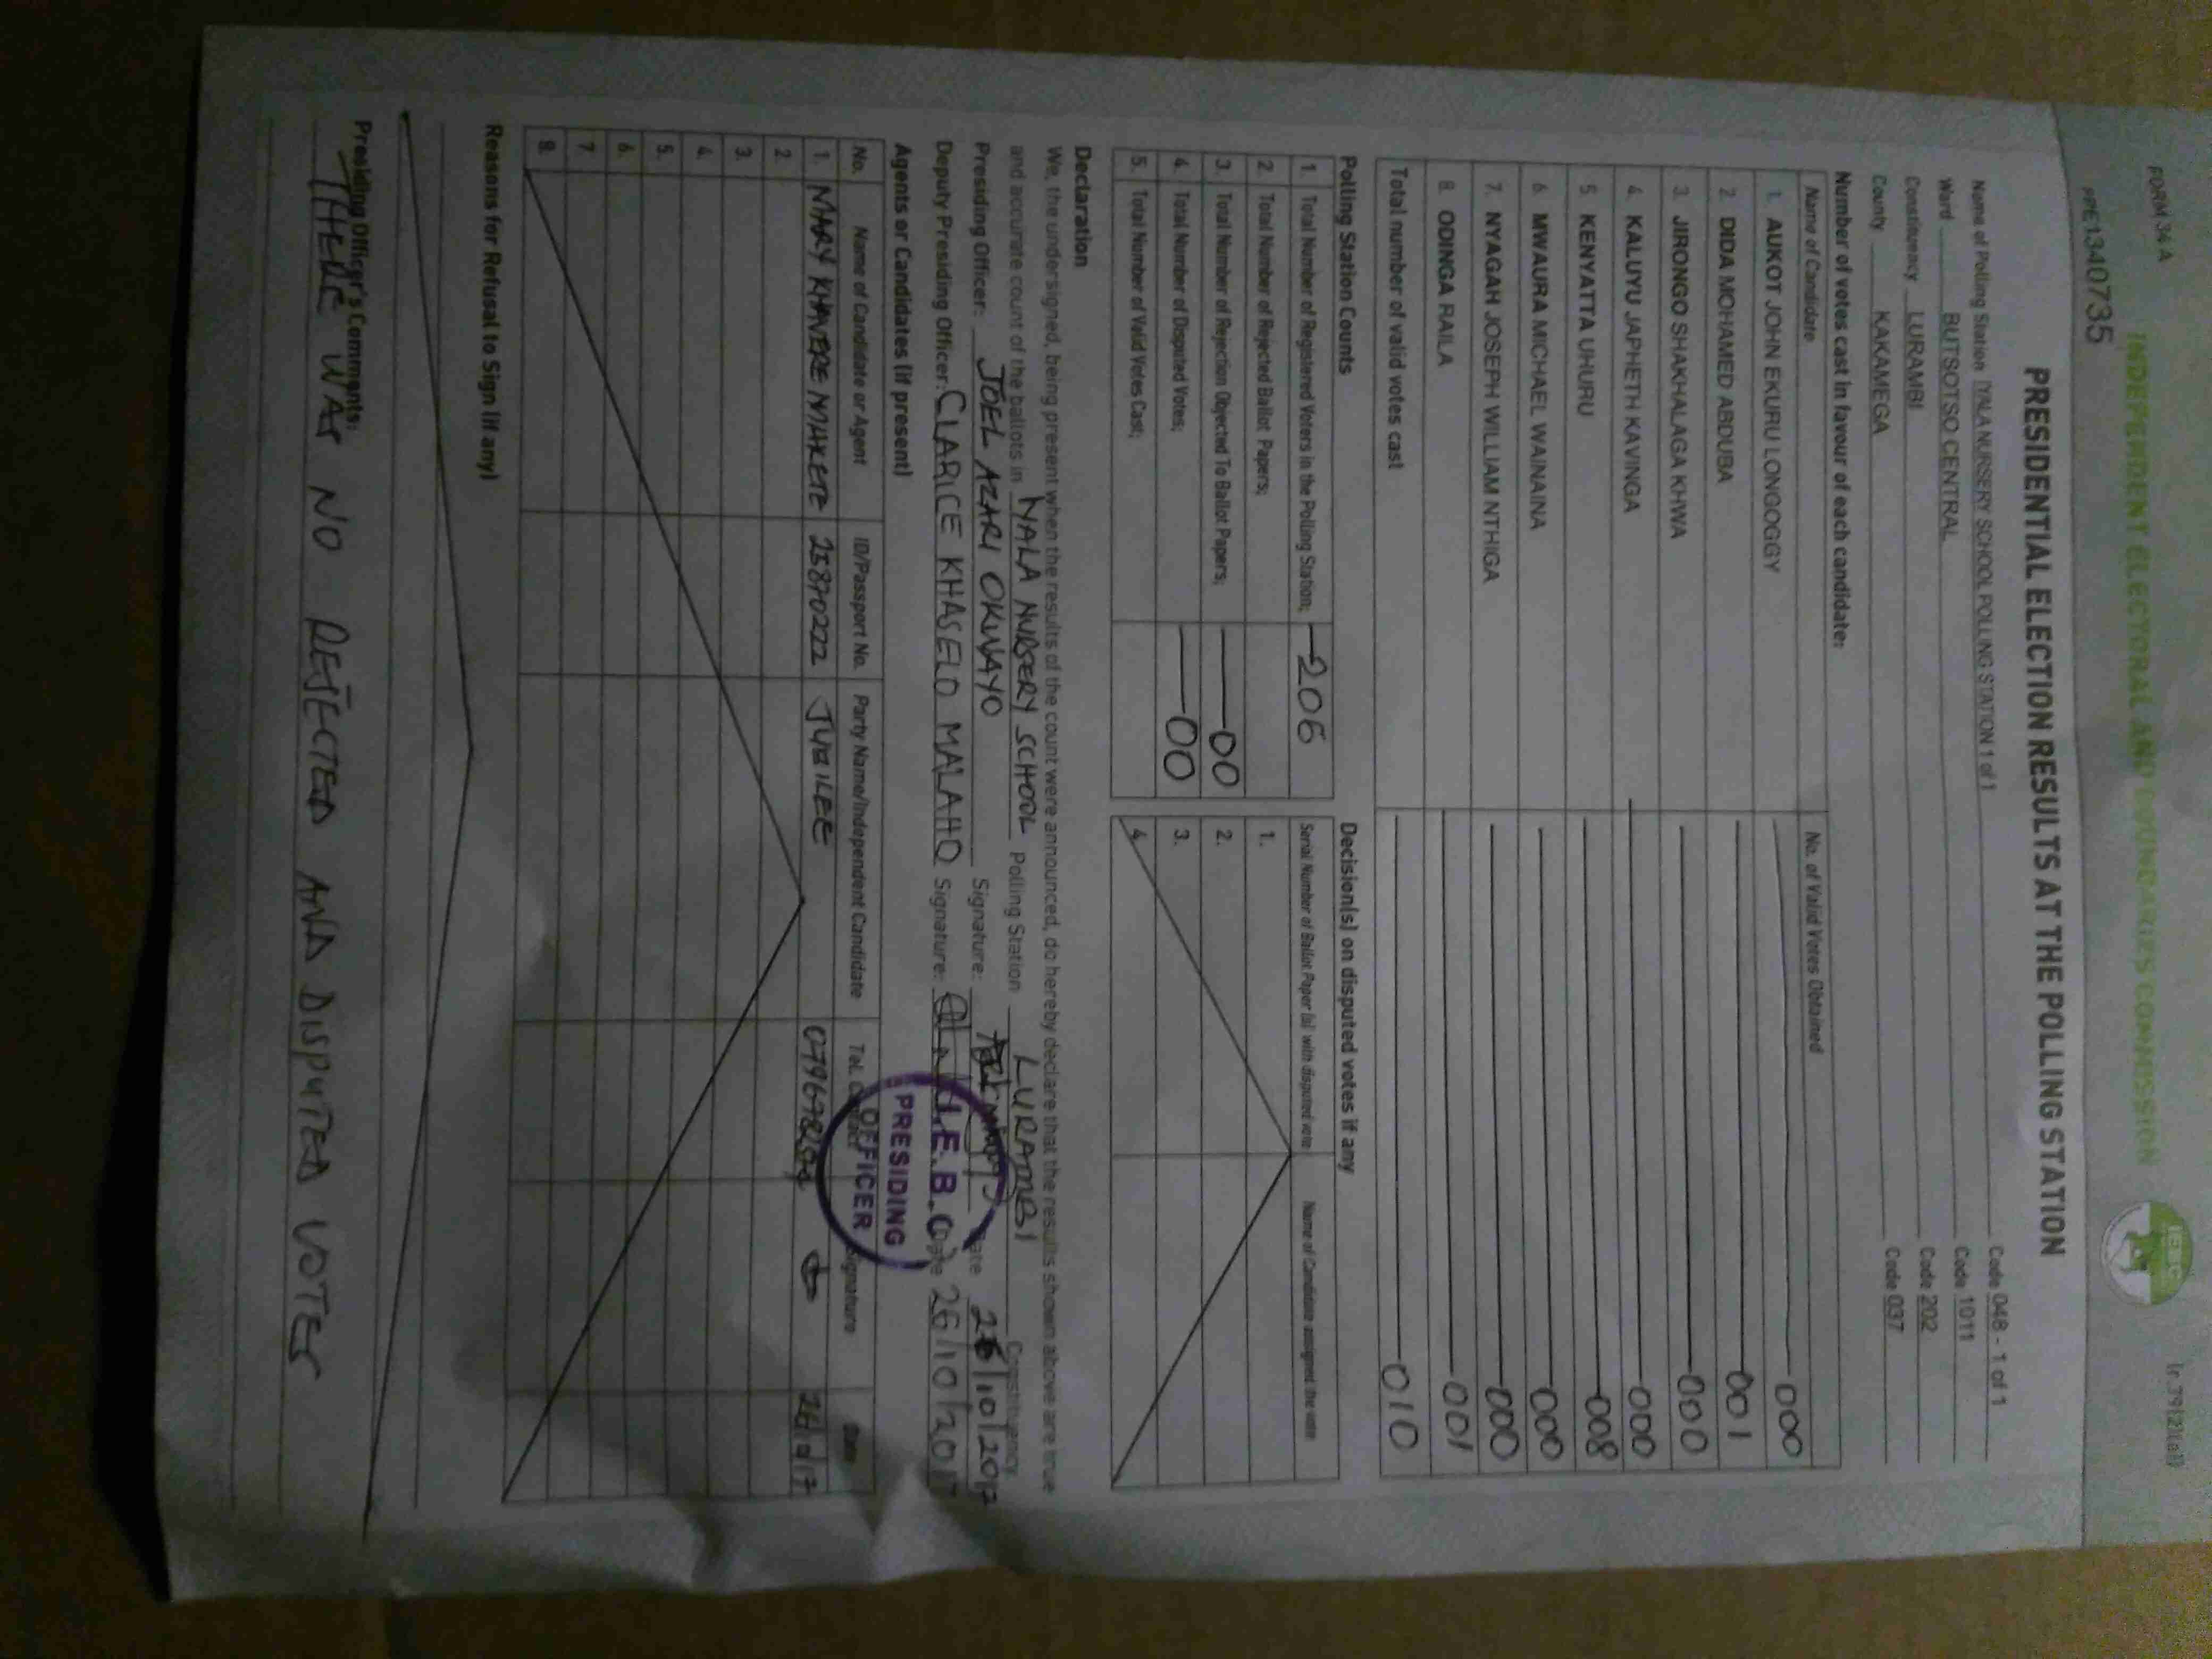 FORM 34 A
(r.79(2)(a))
INDEPENDENT ELECTORAL AND BOUNDARIES COMMISSION
IEBC
PPE1340735
PRESIDENTIAL ELECTION RESULTS AT THE POLLING STATION
Name of Polling Station IYALA NURSERY SCHOOL POLLING STATION 1 of 1 Code 048 - 1 of 1
Ward BUTSOTSO CENTRAL Code 1011
Constituency LURAMBI Code 202
County KAKAMEGA Code 037
Number of votes cast in favour of each candidate:
Name of Candidate No. of Valid Votes Obtained
1. AUKOT JOHN EKURU LONGOGGY 000
2. DIDA MOHAMED ABDUBA 001
3. JIRONGO SHAKHALAGA KHWA 000
4. KALUYU JAPHETH KAVINGA 000
5. KENYATTA UHURU 008
6. MWAURA MICHAEL WAINAINA 000
7. NYAGAH JOSEPH WILLIAM NTHIGA 000
8. ODINGA RAILA 001
Total number of valid votes cast 010
Polling Station Counts
1. Total Number of Registered Voters in the Polling Station; 206
2. Total Number of Rejected Ballot Papers;
3. Total Number of Rejection Objected To Ballot Papers; 00
4. Total Number of Disputed Votes; 00
5. Total Number of Valid Votes Cast;
Decision(s) on disputed votes if any
Serial Number of Ballot Paper (s) with disputed vote Name of Candidate assigned the vote
1.
2.
3.
4.
Declaration
We, the undersigned, being present when the results of the count were announced, do hereby declare that the results shown above are true
and accurate count of the ballots in IYALA NURSERY SCHOOL Polling Station LURAMBI Constituency
Presiding Officer: JOEL AZARI OKWAYO Signature: Date 26/10/2017
Deputy Presiding Officer: CLARICE KHASELO MALAHO Signature: Date 26/10/2017
I.E.B.C
PRESIDING
OFFICER
Agents or Candidates (if present)
No. Name of Candidate or Agent ID/Passport No. Party Name/Independent Candidate Tel. Contact Signature Date
1. MARY KHAVERE MAKETE 25870222 JUBILEE
2.
3.
4.
5.
6.
7.
8.
Reasons for Refusal to Sign (if any)
Presiding Officer's Comments:
THERE WAS NO REJECTED AND DISPUTED VOTES